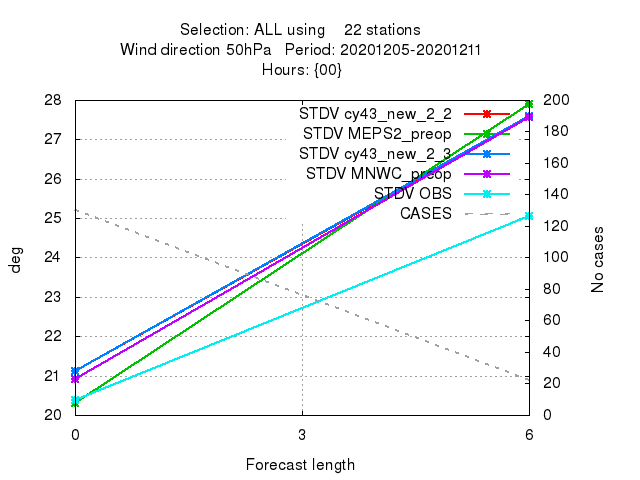 Selection: ALL using    22 stations
Wind direction 50hPa   Period: 20201205-20201211
Hours: {00}
STDV cy43_new_2_2
STDV MEPS2_preop
STDV cy43_new_2_3
STDV MNWC_preop
STDV OBS
CASES
28
27
26
25
24
23
22
21
20
deg
200
180
160
140
120
100
80
60
40
20
0
No cases
0 3 6
Forecast length